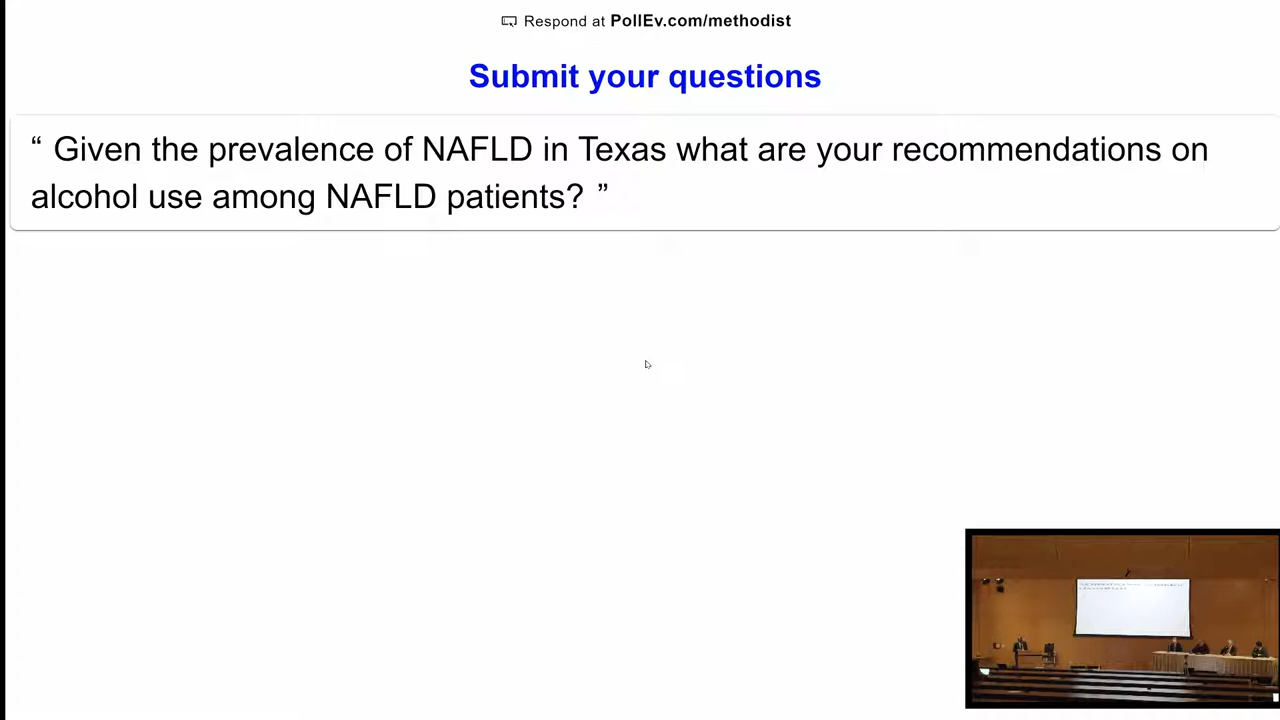 Respond at PollEv.com/methodist
Submit your questions
“ Given the prevalence of NAFLD in Texas what are your recommendations on
alcohol use among NAFLD patients? ”